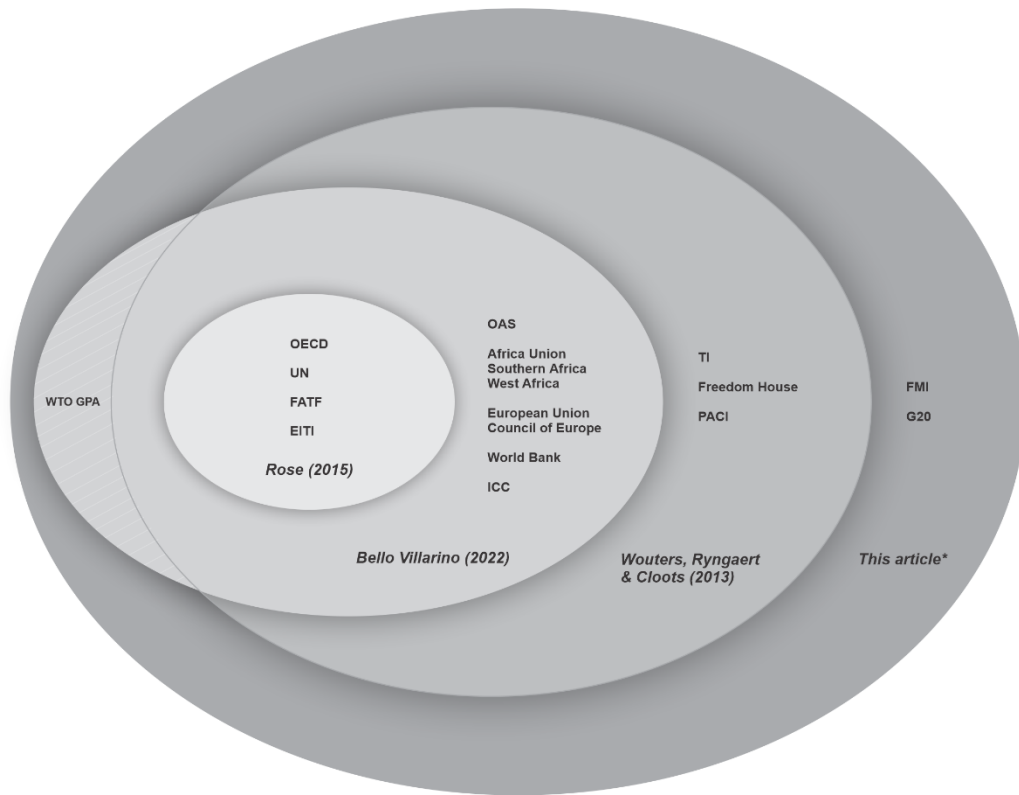 WTO GPA
OECD
UN
FATF
EITI
Rose (2015)
OAS
Africa Union
Southern Africa
West Africa
European Union
Council of Europe
World Bank
ICC
Bello Villarino (2022)
TI
Freedom House
PACI
Wouters, Ryngaert
& Cloots (2013)
FMI
G20
This article*